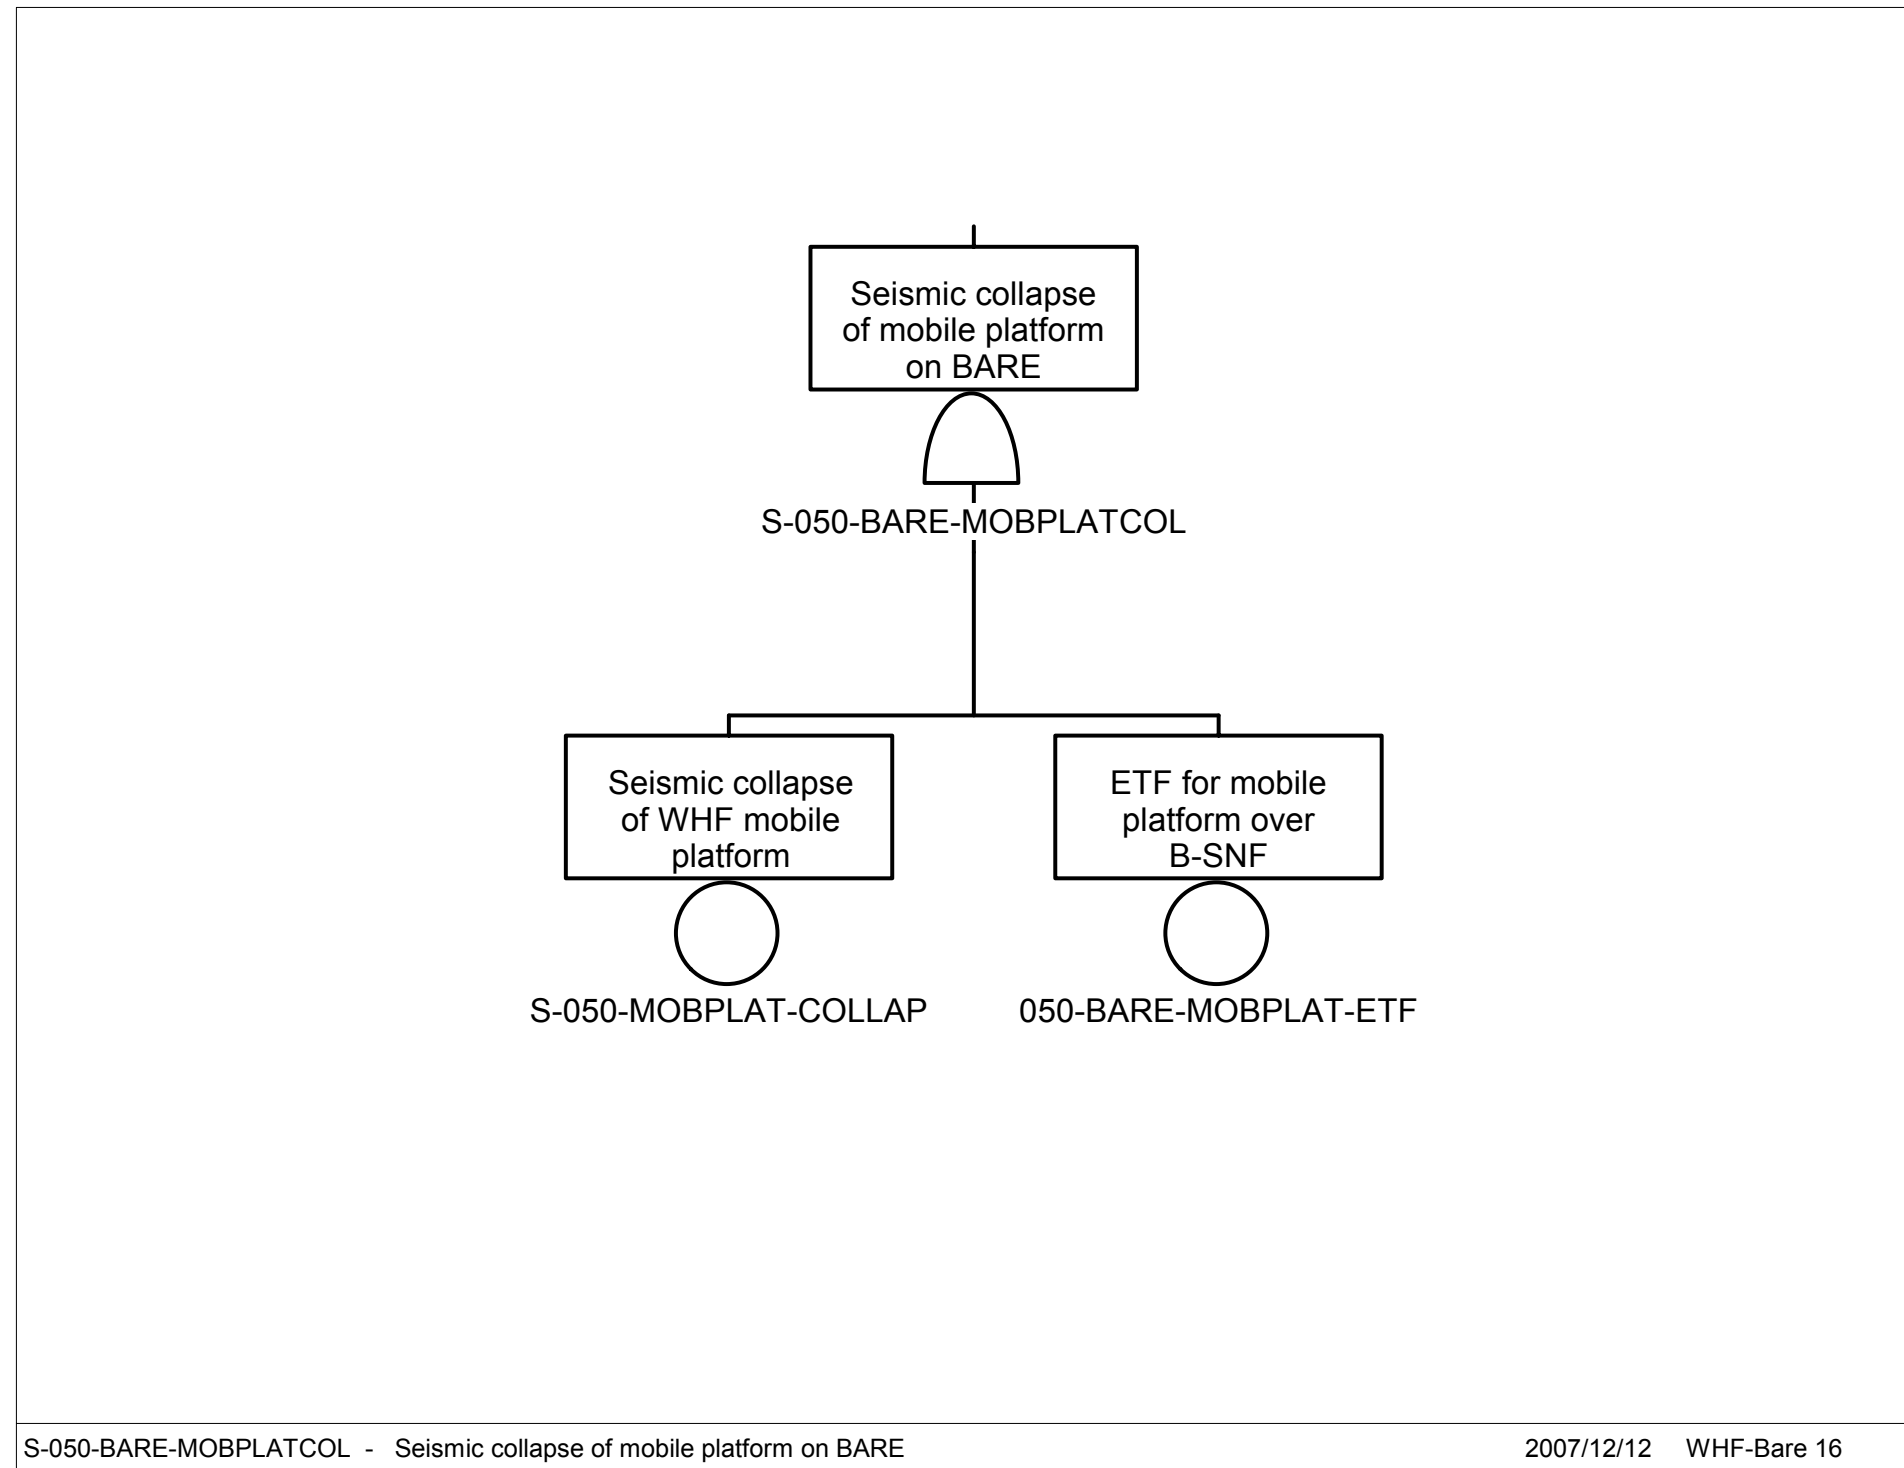 Seismic collapse
of mobile platform
on BARE
S-050-BARE-MOBPLATCOL
Seismic collapse
of WHF mobile
platform
S-050-MOBPLAT-COLLAP
ETF for mobile
platform over
B-SNF
050-BARE-MOBPLAT-ETF
S-050-BARE-MOBPLATCOL - Seismic collapse of mobile platform on BARE 2007/12/12 WHF-Bare 16